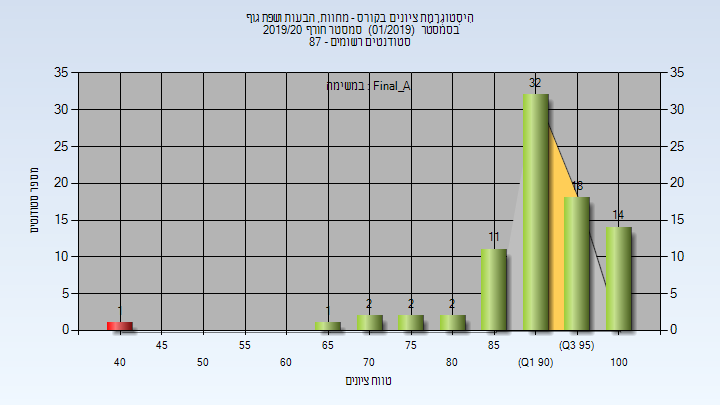 היסטוגרמת ציונים בקורס - מחוות, הבעות ושפת גוף
בסמסטר (01/2019) סמסטר חורף 2019/20
סטודנטים רשומים - 87
במשימה : Final_A
מספר סטודנטים
35 30 25 20 15 10 5 0
35 30 25 20 15 10 5 0
- - 2 2 2 11 32 18 14
45 55 65 75 85 (Q3 95)
40 50 60 70 80 (Q1 90) 100
טווח ציונים